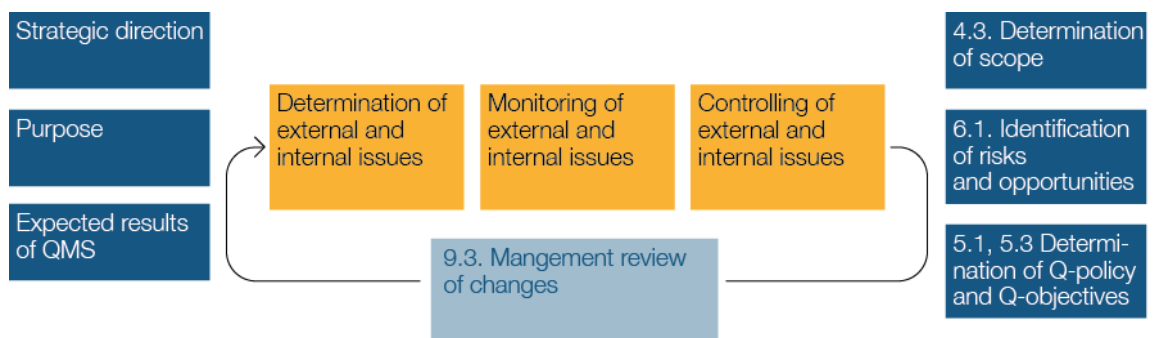 Strategic direction
Purpose
Expected results
of QMS
Determination of
external and
internal issues
Monitoring of
external and
internal issues
Controlling of
external and
internal issues
9.3. Mangement review
of changes
4.3. Determination
of scope
6.1. Identification
of risks
and opportunities
5.1, 5.3 Determi-
nation of Q-policy
and Q-objectives